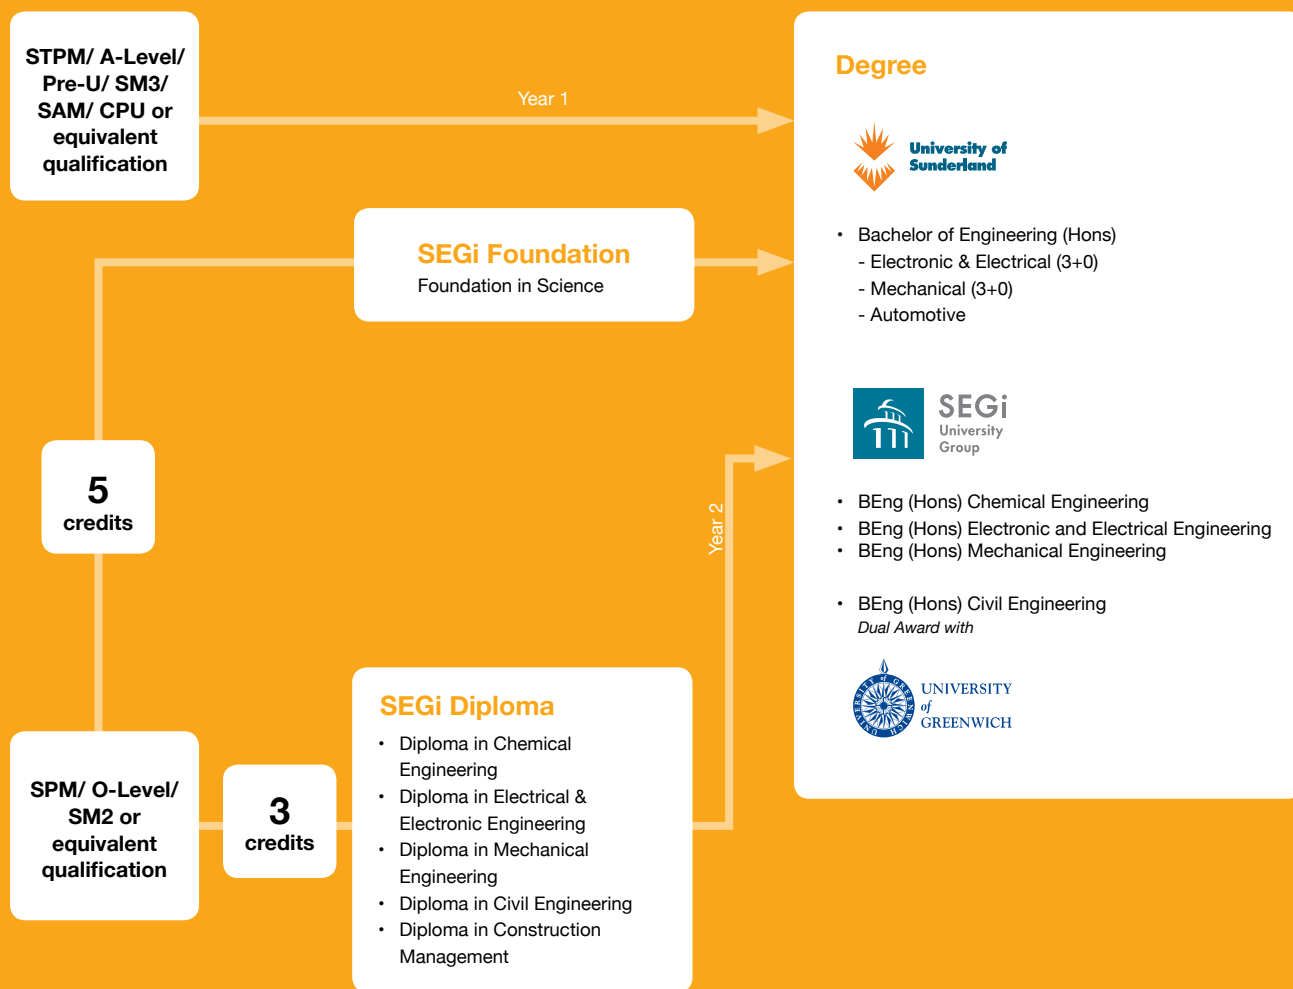 STPM/ A-Level/
Pre-U/ SM3/
SAM/ CPU or
equivalent
qualification
Year 1
SEGi Foundation
Foundation in Science
5
credits
SPM/ O-Level/
SM2 or
equivalent
qualification
3
credits
SEGi Diploma
• Diploma in Chemical
Engineering
• Diploma in Electrical &
Electronic Engineering
• Diploma in Mechanical
Engineering
• Diploma in Civil Engineering
• Diploma in Construction
Management
Year 2
Degree
University of
Sunderland
• Bachelor of Engineering (Hons)
- Electronic & Electrical (3+0)
- Mechanical (3+0)
- Automotive
SEGi
University
Group
• BEng (Hons) Chemical Engineering
• BEng (Hons) Electronic and Electrical Engineering
• BEng (Hons) Mechanical Engineering
• BEng (Hons) Civil Engineering
Dual Award with
UNIVERSITY of GREENWICH
UNIVERSITY
of
GREENWICH